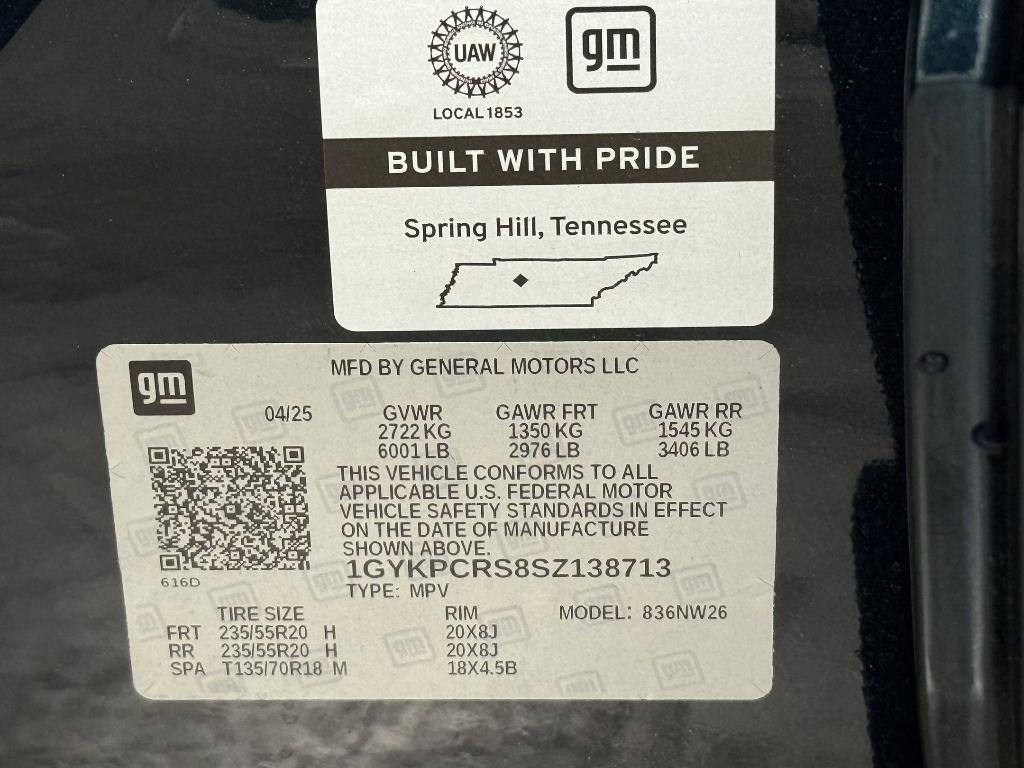 UAW
gm
LOCAL 1853
BUILT WITH PRIDE
Spring Hill, Tennessee
gm
MFD BY GENERAL MOTORS LLC
04/25 GVWR GAWR FRT GAWR RR
2722 KG 1350 KG 1545 KG
6001 LB 2976 LB 3406 LB
THIS VEHICLE CONFORMS TO ALL
APPLICABLE U.S. FEDERAL MOTOR
VEHICLE SAFETY STANDARDS IN EFFECT
ON THE DATE OF MANUFACTURE
SHOWN ABOVE.
1GYKPCRS8SZ138713
616D
TYPE: MPV
TIRE SIZE RIM MODEL: 836NW26
FRT 235/55R20 H 20X8J
RR 235/55R20 H 20X8J
SPA T135/70R18 M 18X4.5B